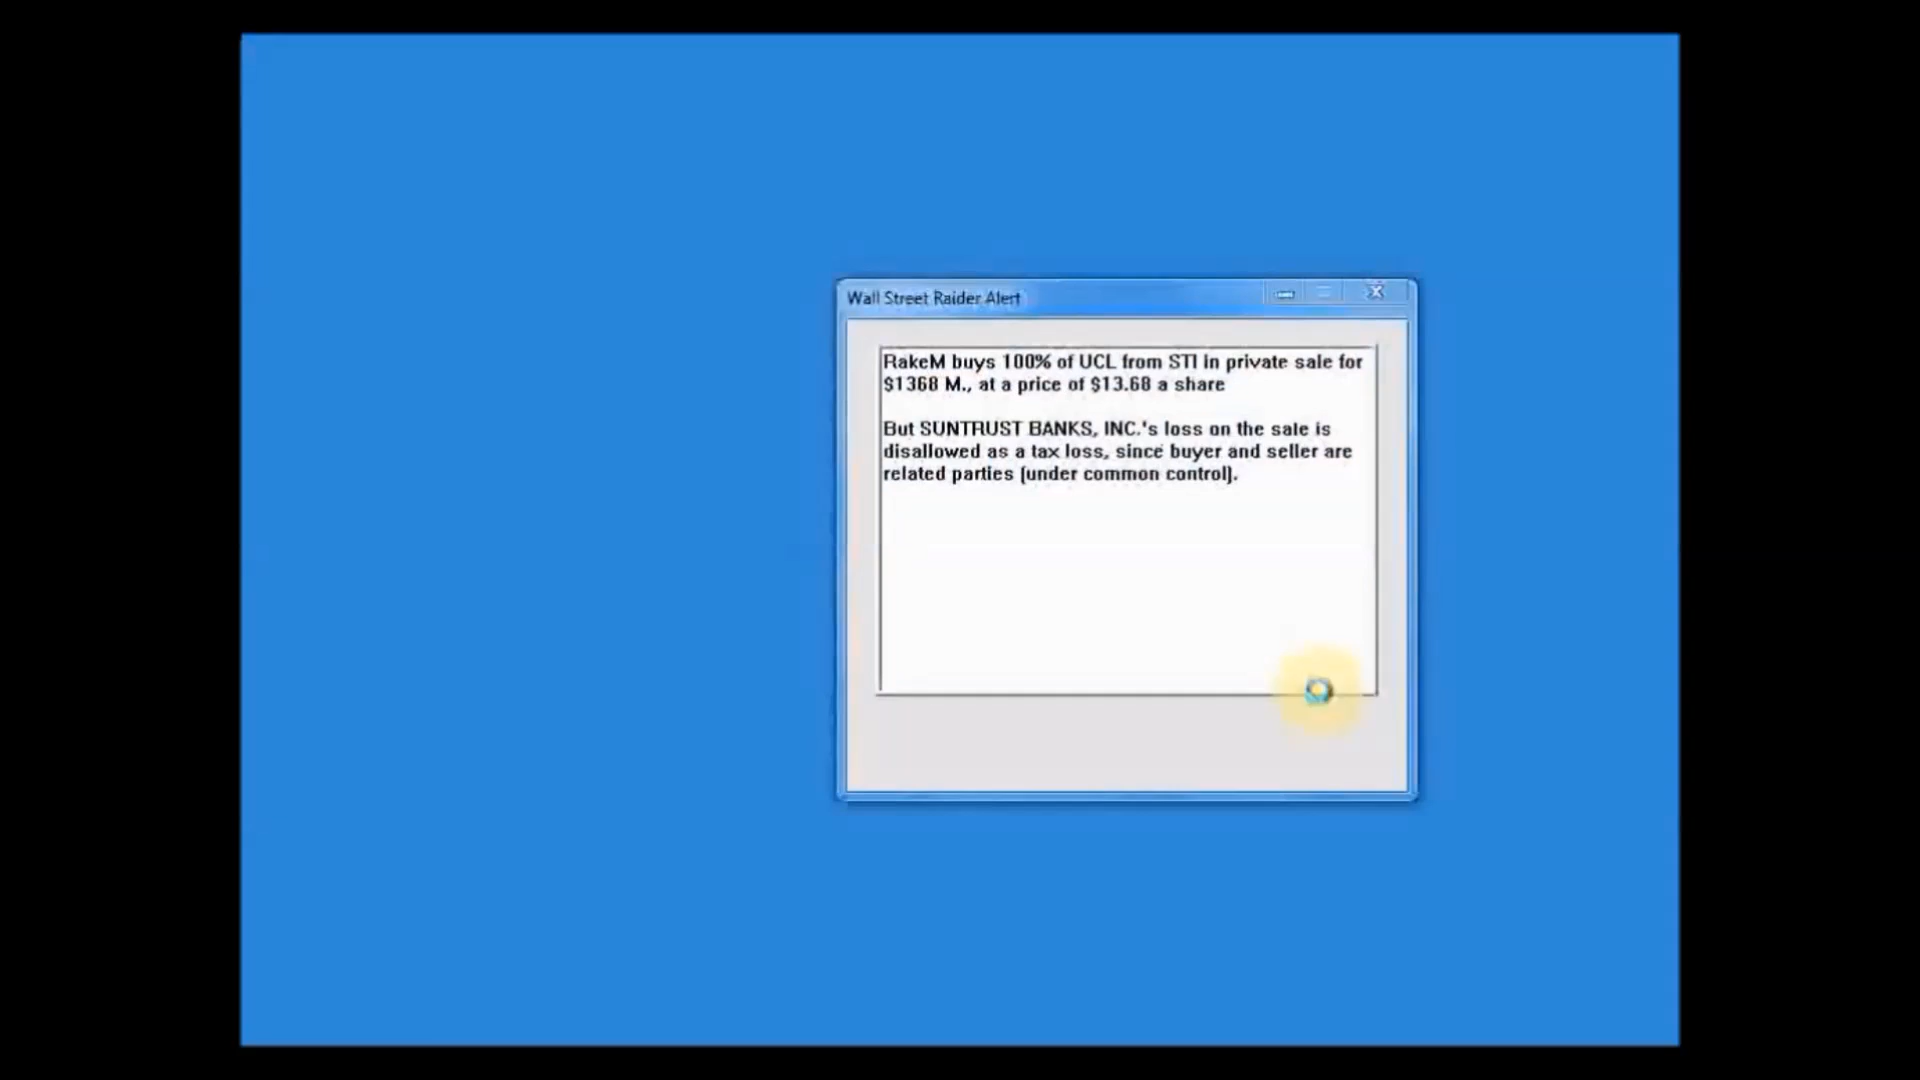 Wall Street Raider Alert
RakeM buys 100% of UCL from STI in private sale for
$1368 M., at a price of $13.68 a share
But SUNTRUST BANKS, INC.'s loss on the sale is
disallowed as a tax loss, since buyer and seller are
related parties (under common control).